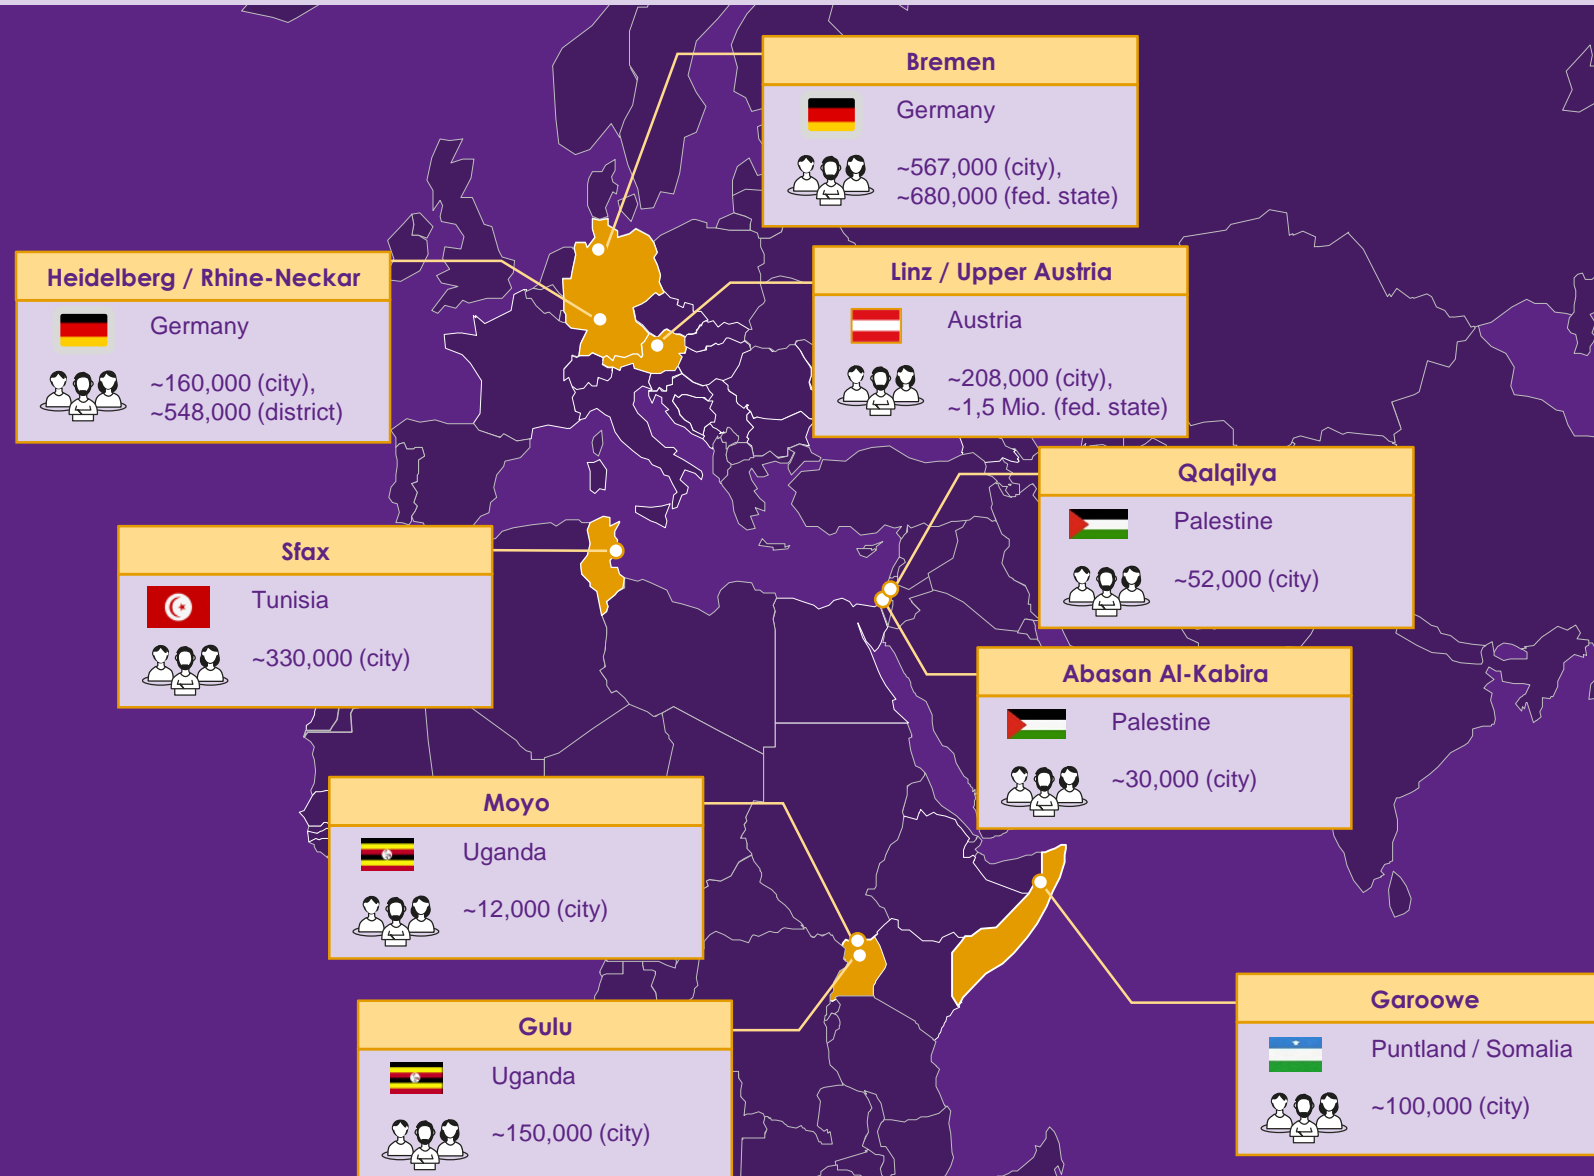 Bremen
Germany
~567,000 (city),
~680,000 (fed. state)
Heidelberg / Rhine-Neckar
Germany
~160,000 (city),
~548,000 (district)
Linz / Upper Austria
Austria
~208,000 (city),
~1,5 Mio. (fed. state)
Qalqilya
Palestine
~52,000 (city)
Sfax
Tunisia
~330,000 (city)
Abasan Al-Kabira
Palestine
~30,000 (city)
Moyo
Uganda
~12,000 (city)
Garoowe
Puntland / Somalia
~100,000 (city)
Gulu
Uganda
~150,000 (city)